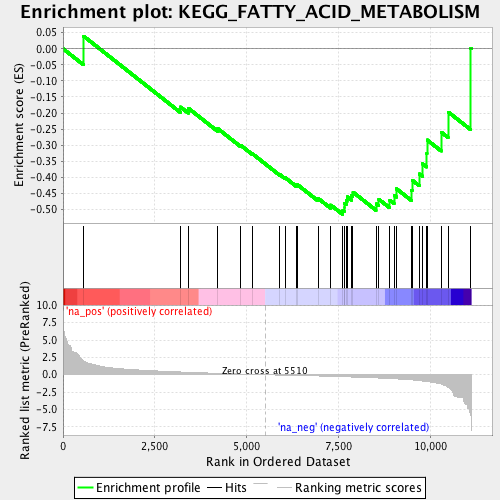 Enrichment plot: KEGG_FATTY_ACID_METABOLISM
Enrichment score (ES)
0.05
0.00
-0.05
-0.10
-0.15
-0.20
-0.25
-0.30
-0.35
-0.40
-0.45
-0.50
Ranked list metric (PreRanked)
10.0
7.5
5.0
2.5
0.0
-2.5
-5.0
-7.5
'na_pos' (positively correlated)
Zero cross at 5510
'na_neg' (negatively correlated)
0
2,500
5,000
7,500
10,000
Rank in Ordered Dataset
Enrichment profile
Hits
Ranking metric scores